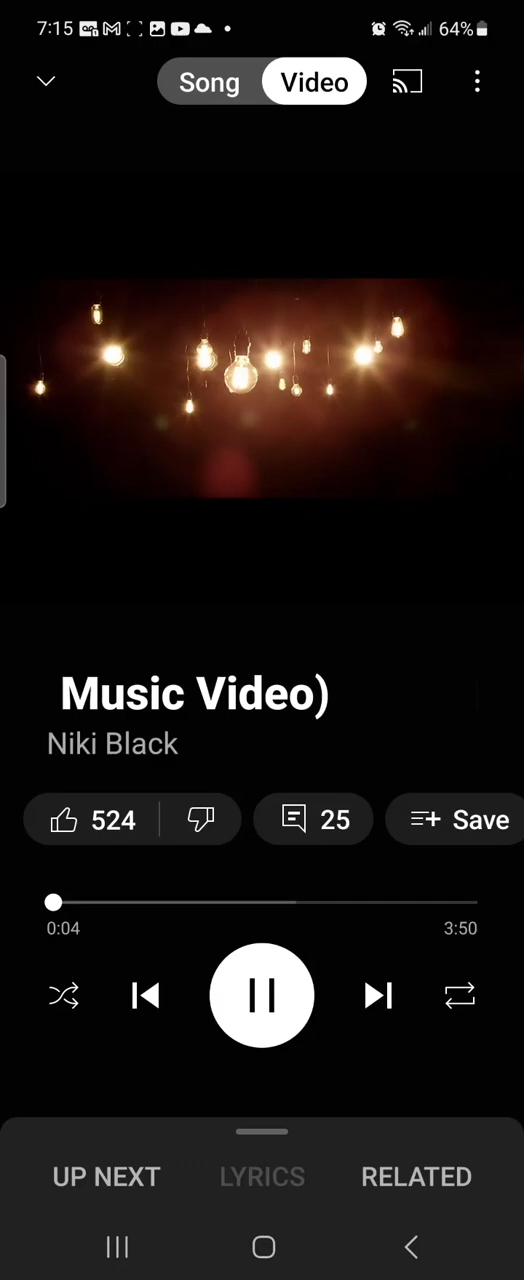 7:15 64%
Song Video
Music Video)
Niki Black
524 25 Save
0:04 3:50
UP NEXT LYRICS RELATED